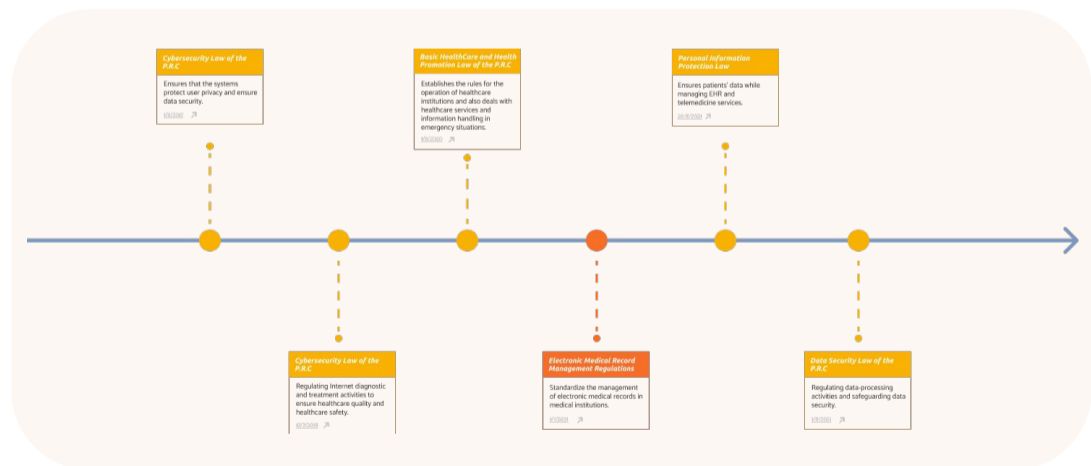 Cybersecurity Law of the
P.R.C
Ensures that the systems
protect user privacy and ensure
data security.
Basic HealthCare and Health
Promotion Law of the P.R.C
Establishes the rules for the
operation of healthcare
institutions and also deals with
healthcare services and
information handling in
emergency situations.
Personal Information
Protection Law
Ensures patients' data while
managing EHR and
telemedicine services.
Cybersecurity Law of the
P.R.C
Regulating Internet diagnostic
and treatment activities to
ensure healthcare quality and
healthcare safety.
Electronic Medical Record
Management Regulations
Standardize the management
of electronic medical records in
medical institutions.
Data Security Law of the
P.R.C
Regulating data-processing
activities and safeguarding data
security.